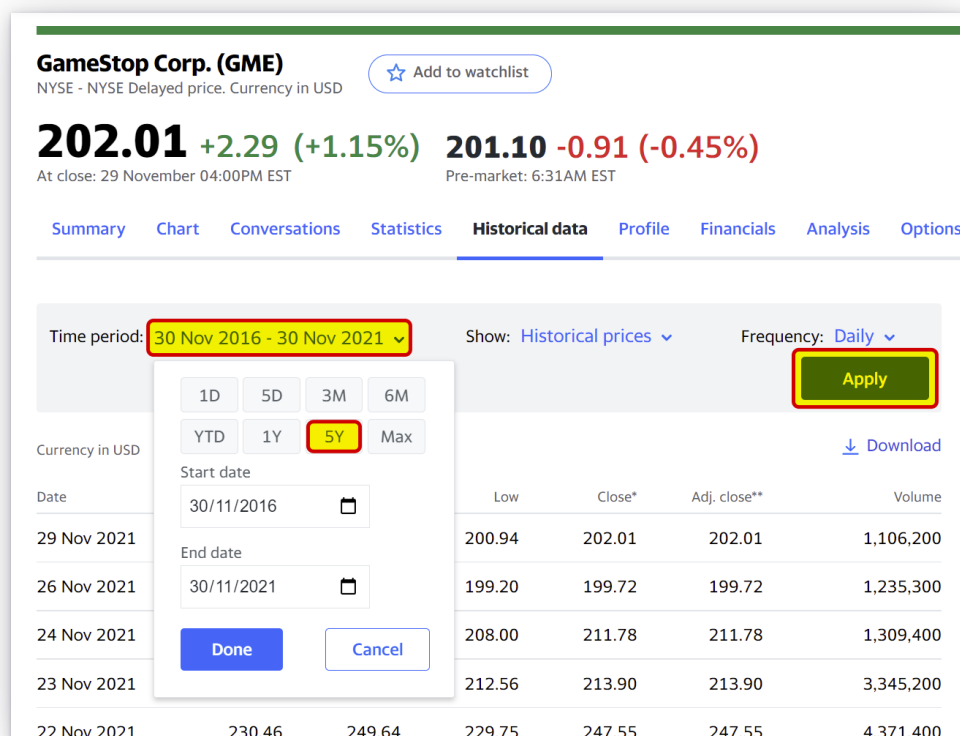 GameStop Corp. (GME)
Add to watchlist
NYSE - NYSE Delayed price. Currency in USD
202.01 +2.29 (+1.15%) 201.10 -0.91 (-0.45%)
At close: 29 November 04:00PM EST Pre-market: 6:31AM EST
Summary Chart Conversations Statistics Historical data Profile Financials Analysis Options
Time period: 30 Nov 2016 - 30 Nov 2021 Show: Historical prices Frequency: Daily
Apply
1D 5D 3M 6M
YTD 1Y 5Y Max
Start date
30/11/2016
End date
30/11/2021
Done Cancel
Currency in USD Download
Date Low Close* Adj. close** Volume
29 Nov 2021 200.94 202.01 202.01 1,106,200
26 Nov 2021 199.20 199.72 199.72 1,235,300
24 Nov 2021 208.00 211.78 211.78 1,309,400
23 Nov 2021 212.56 213.90 213.90 3,345,200
22 Nov 2021 230.46 249.64 229.75 247.55 247.55 4,371,400